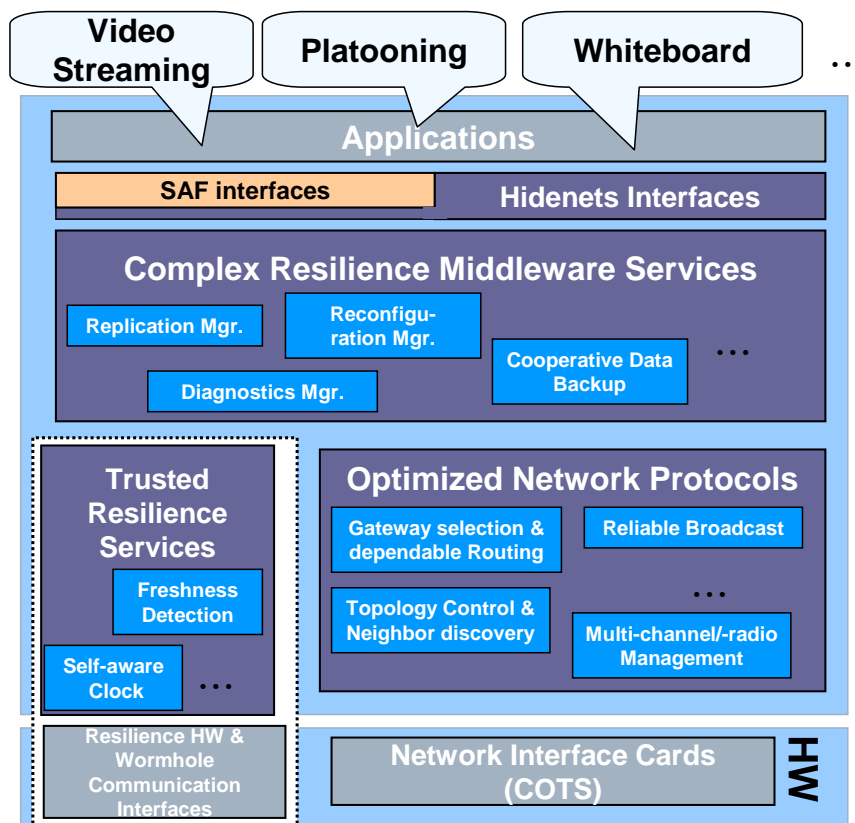 Video
Streaming
Platooning
Whiteboard
..
Applications
SAF interfaces
Hidenets Interfaces
Complex Resilience Middleware Services
Replication Mgr.
Reconfigu-
ration Mgr.
Diagnostics Mgr.
Cooperative Data
Backup
...
Trusted
Resilience
Services
Freshness
Detection
Self-aware
Clock
...
Optimized Network Protocols
Gateway selection &
dependable Routing
Reliable Broadcast
Topology Control &
Neighbor discovery
...
Multi-channel/-radio
Management
Resilience HW &
Wormhole
Communication
Interfaces
Network Interface Cards
(COTS)
HW